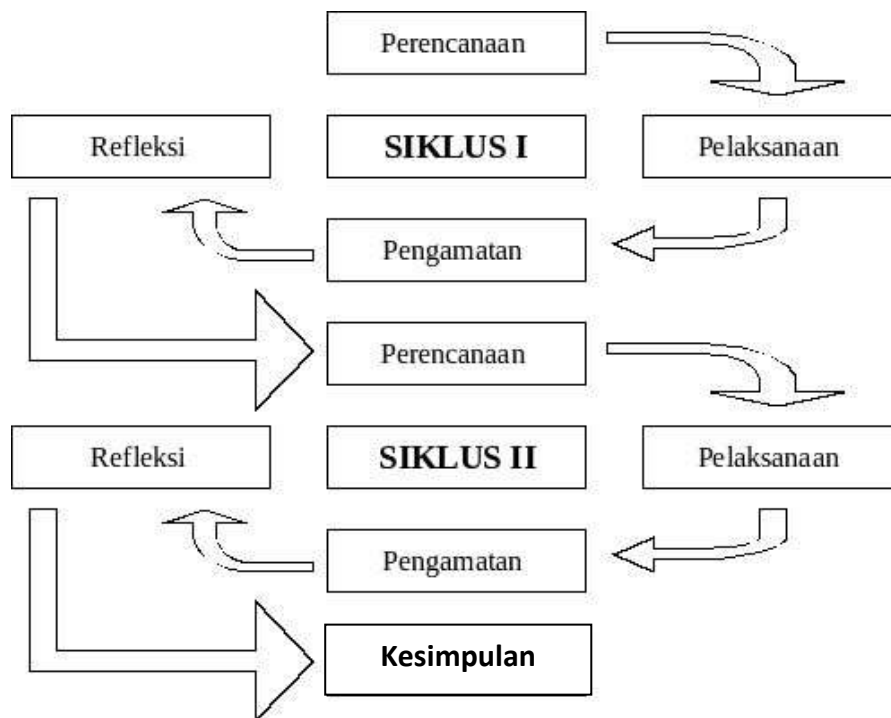 Perencanaan
Refleksi
SIKLUS I
Pelaksanaan
Pengamatan
Perencanaan
Refleksi
SIKLUS II
Pelaksanaan
Pengamatan
Kesimpulan